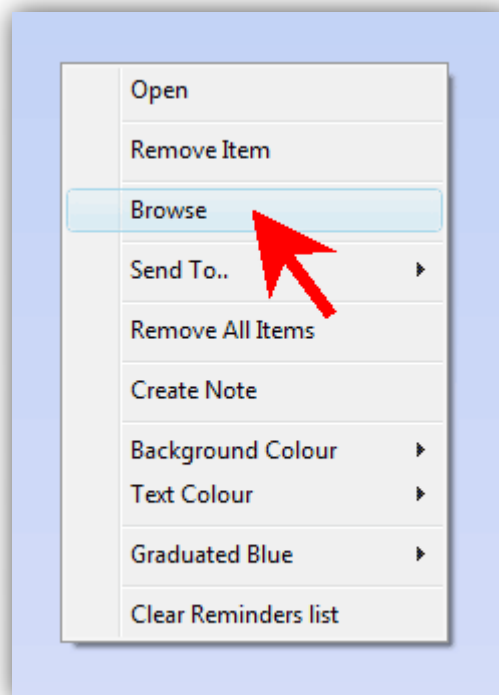 Open
Remove Item
Browse
Send To..
Remove All Items
Create Note
Background Colour
Text Colour
Graduated Blue
Clear Reminders list